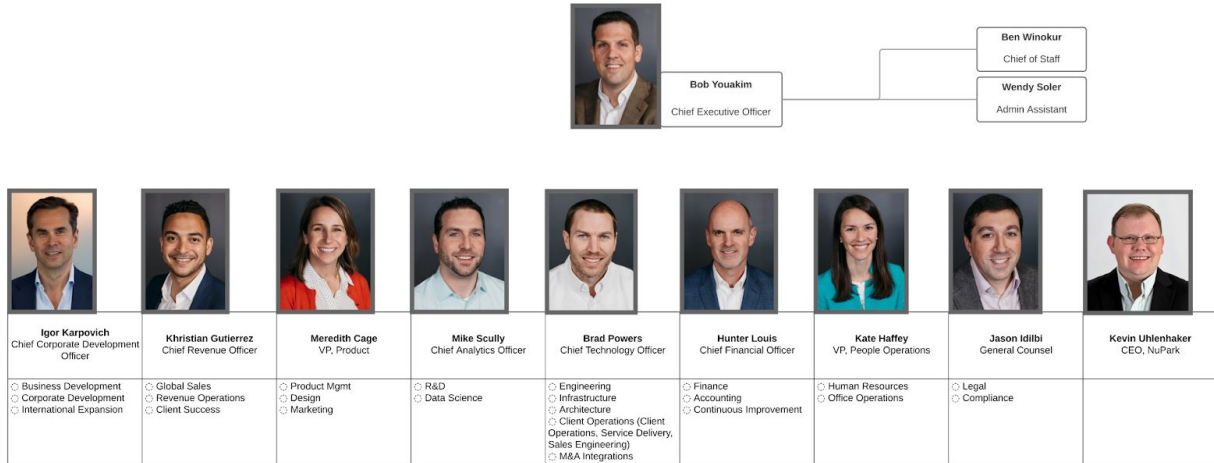 Ben Winokur
Chief of Staff
Bob Youakim
Chief Executive Officer
Wendy Soler
Admin Assistant
Igor Karpovich
Chief Corporate Development
Officer
Khristian Gutierrez
Chief Revenue Officer
Meredith Cage
VP, Product
Mike Scully
Chief Analytics Officer
Brad Powers
Chief Technology Officer
Hunter Louis
Chief Financial Officer
Kate Haffey
VP, People Operations
Jason Idilbi
General Counsel
Kevin Uhlenhaker
CEO, NuPark
Business Development
Corporate Development
International Expansion
Global Sales
Revenue Operations
Client Success
Product Mgmt
Design
Marketing
R&D
Data Science
Engineering
Infrastructure
Architecture
Client Operations (Client
Operations, Service Delivery,
Sales Engineering)
M&A Integrations
Finance
Accounting
Continuous Improvement
Human Resources
Office Operations
Legal
Compliance